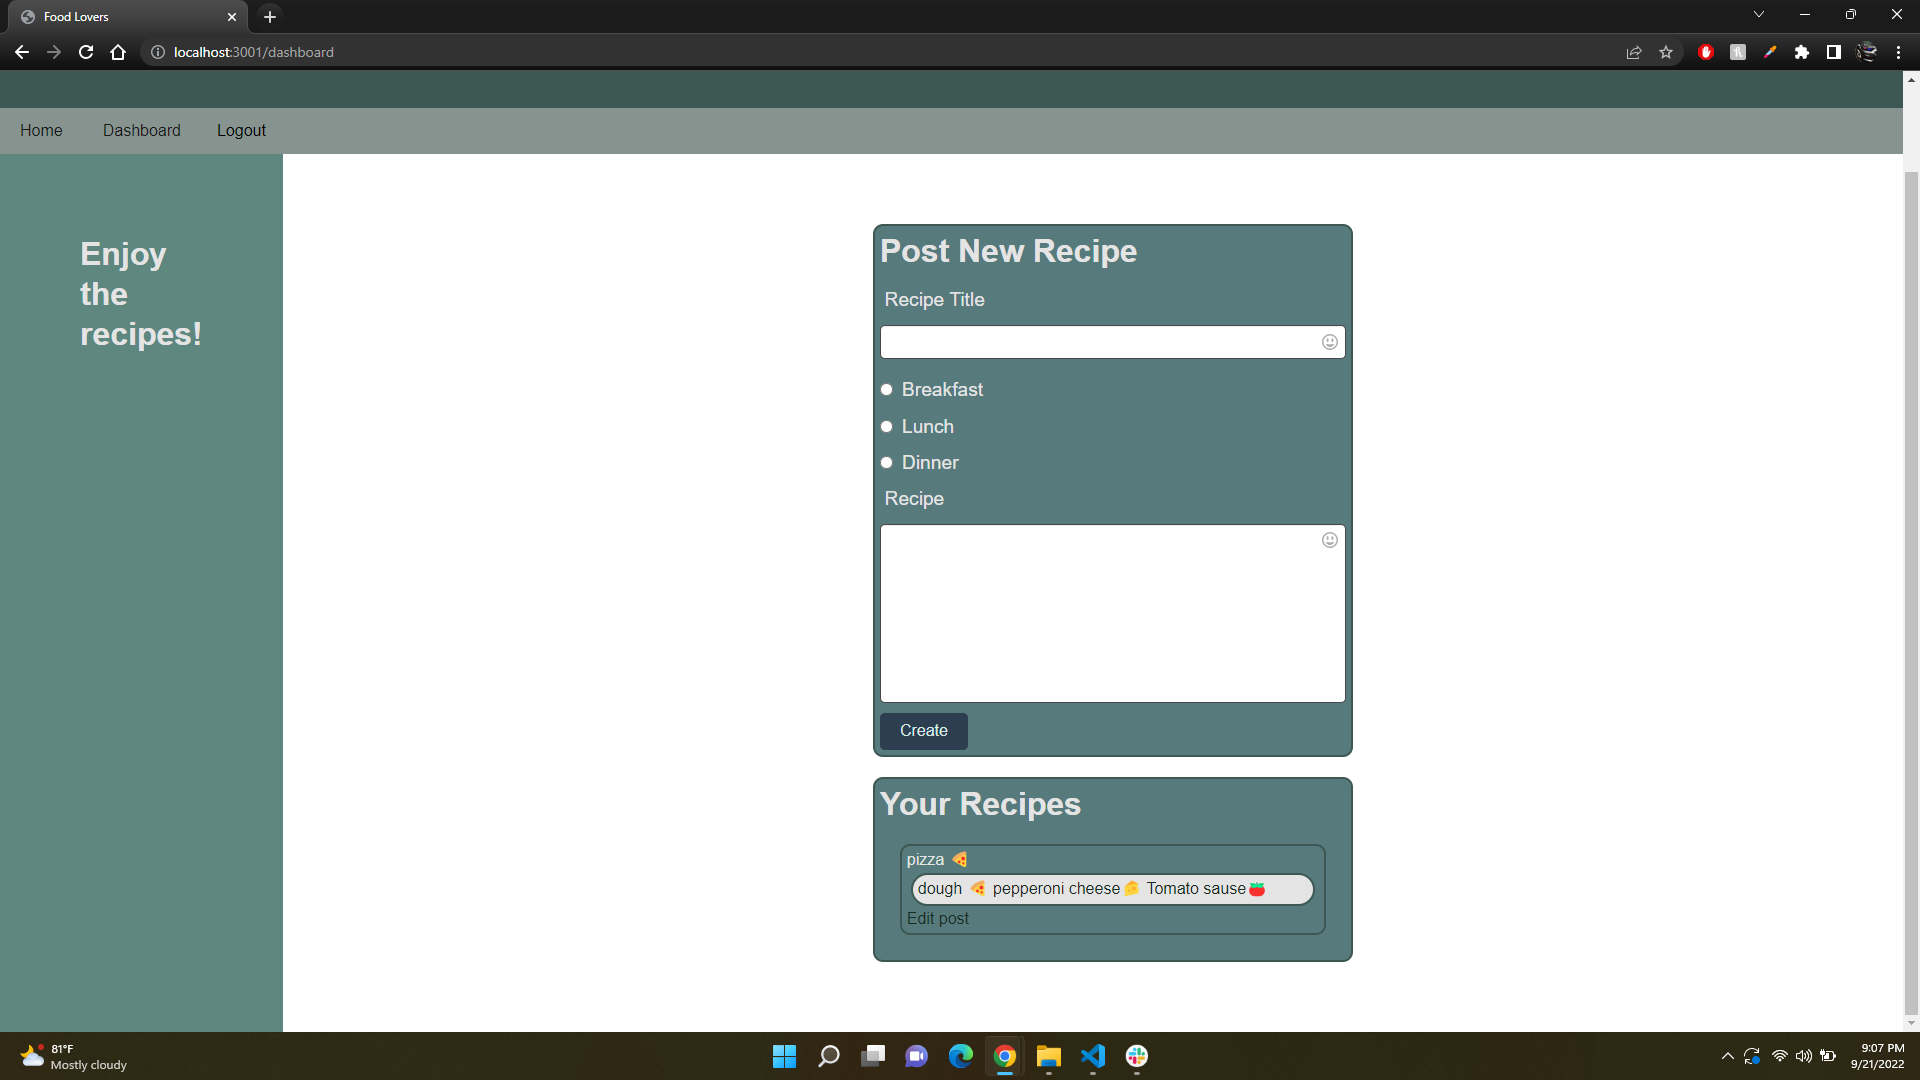 Food Lovers
localhost:3001/dashboard
Home Dashboard Logout
Enjoy
the
recipes!
Post New Recipe
Recipe Title
Breakfast
Lunch
Dinner
Recipe
Create
Your Recipes
pizza 🍕
dough 🍕 pepperoni cheese🧀 Tomato sause🍅
Edit post
81°F
Mostly cloudy
9:07 PM
9/21/2022